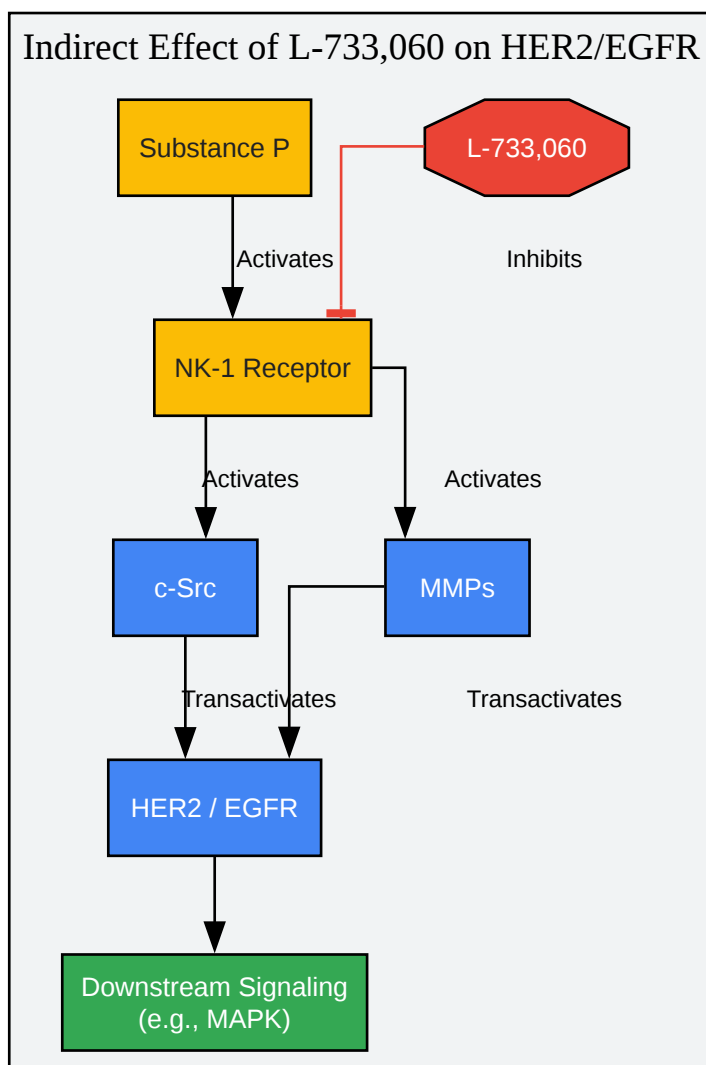 Indirect Effect of L-733,060 on HER2/EGFR
Substance P
L-733,060
Activates
Inhibits
NK-1 Receptor
Activates
Activates
c-Src
MMPs
Transactivates
Transactivates
HER2 / EGFR
Downstream Signaling
(e.g., MAPK)